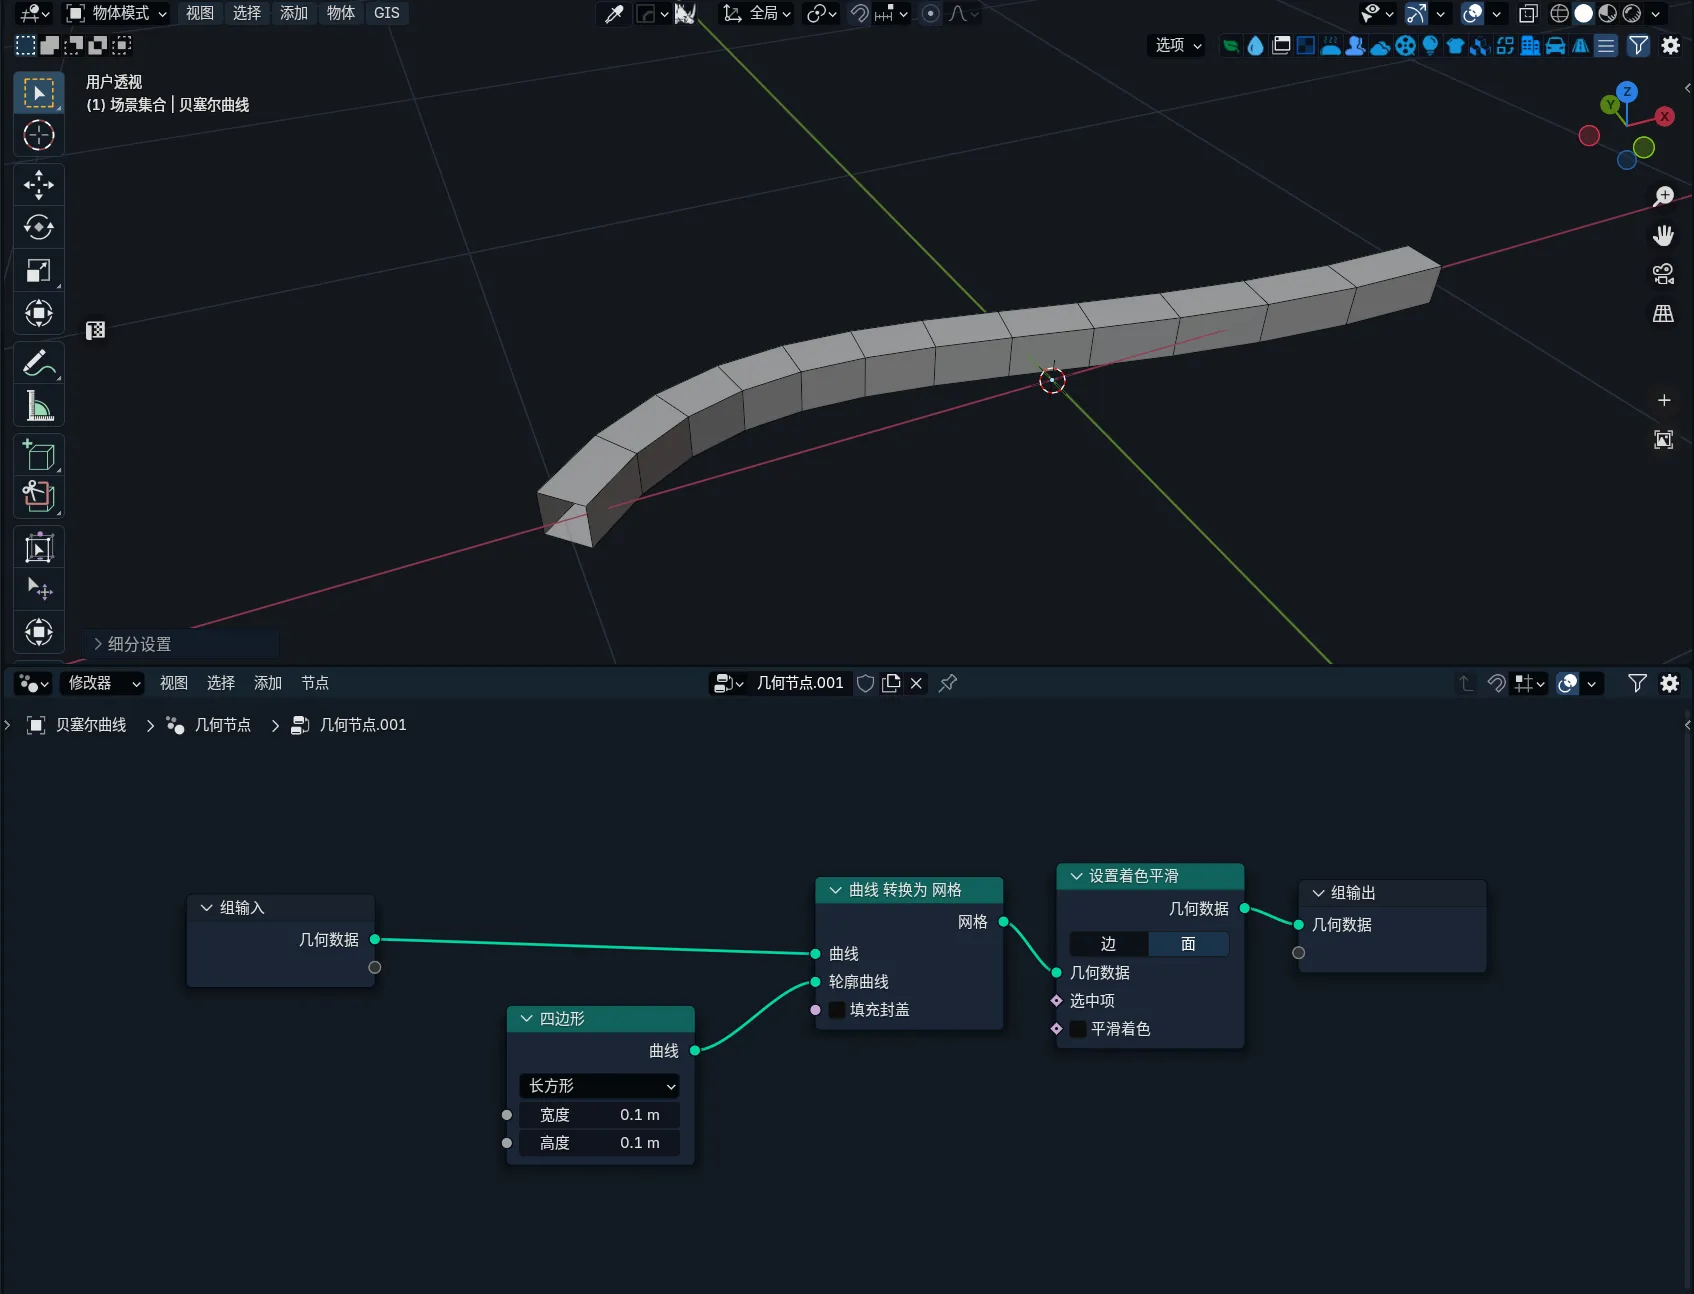 物体模式 视图 选择 添加 物体 GIS 全局
选项
用户透视
(1) 场景集合 | 贝塞尔曲线
Z
Y
X
细分设置
修改器 视图 选择 添加 节点 几何节点.001
贝塞尔曲线 几何节点 几何节点.001
组输入
几何数据
四边形
曲线
长方形
宽度 0.1 m
高度 0.1 m
曲线 转换为 网格
网格
曲线
轮廓曲线
填充封盖
设置着色平滑
几何数据
边 面
几何数据
选中项
平滑着色
组输出
几何数据